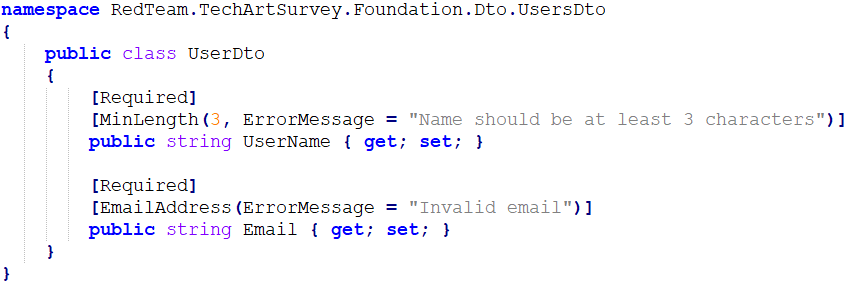 namespace RedTeam.TechArtSurvey.Foundation.Dto.UsersDto
{
public class UserDto
{
[Required]
[MinLength(3, ErrorMessage = "Name should be at least 3 characters")]
public string UserName { get; set; }
[Required]
[EmailAddress(ErrorMessage = "Invalid email")]
public string Email { get; set; }
}
}